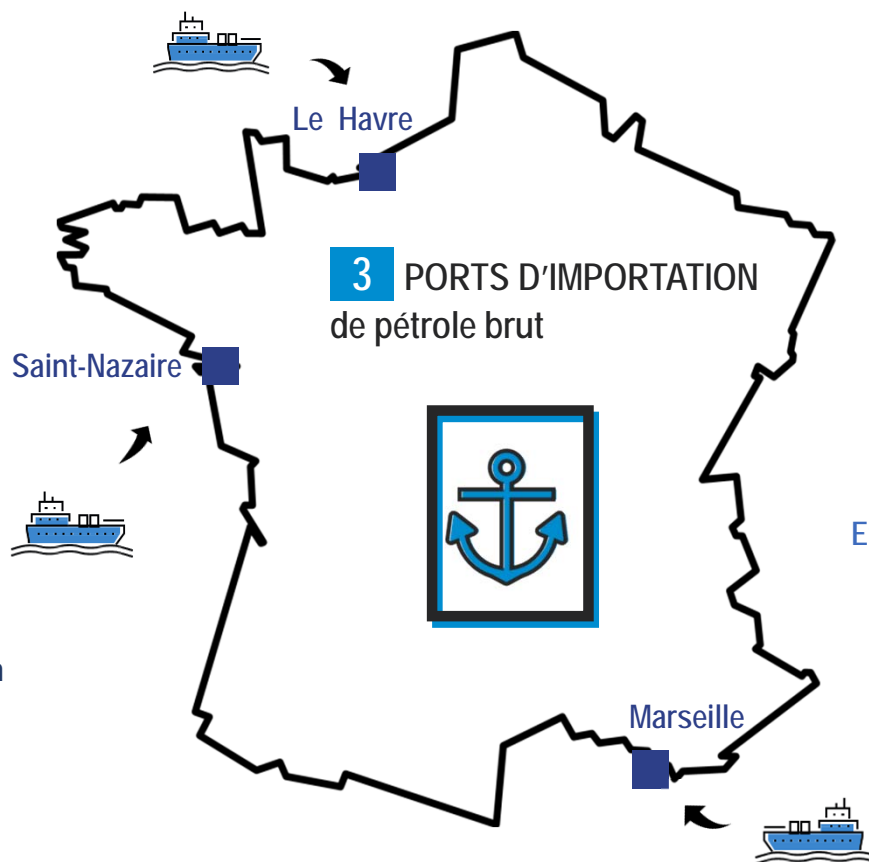 Le Havre
3 PORTS D'IMPORTATION
de pétrole brut
Saint-Nazaire
E
Marseille